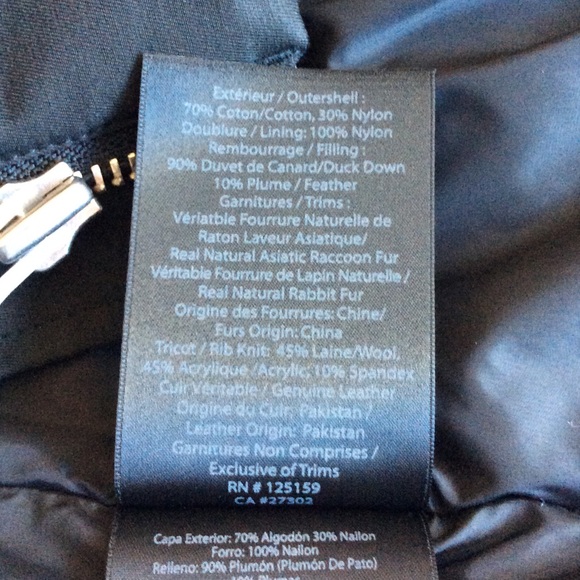 Extérieur / Outershell :
70% Coton/Cotton, 30% Nylon
Doublure / Lining: 100% Nylon
Rembourrage / Filling :
90% Duvet de Canard/Duck Down
10% Plume / Feather
Garnitures / Trims :
Vériatble Fourrure Naturelle de
Raton Laveur Asiatique/
Real Natural Asiatic Raccoon Fur
Véritable Fourrure de Lapin Naturelle /
Real Natural Rabbit Fur
Origine des Fourrures: Chine/
Furs Origin: China
Tricot / Rib Knit: 45% Laine/Wool,
45% Acrylique /Acrylic, 10% Spandex
Cuir Véritable / Genuine Leather
Origine du Cuir: Pakistan /
Leather Origin: Pakistan
Garnitures Non Comprises /
Exclusive of Trims
RN # 125159
CA #27302
Capa Exterior: 70% Algodón 30% Nailon
Forro: 100% Nailon
Relleno: 90% Plumón (Plumón De Pato)
10% Plumas